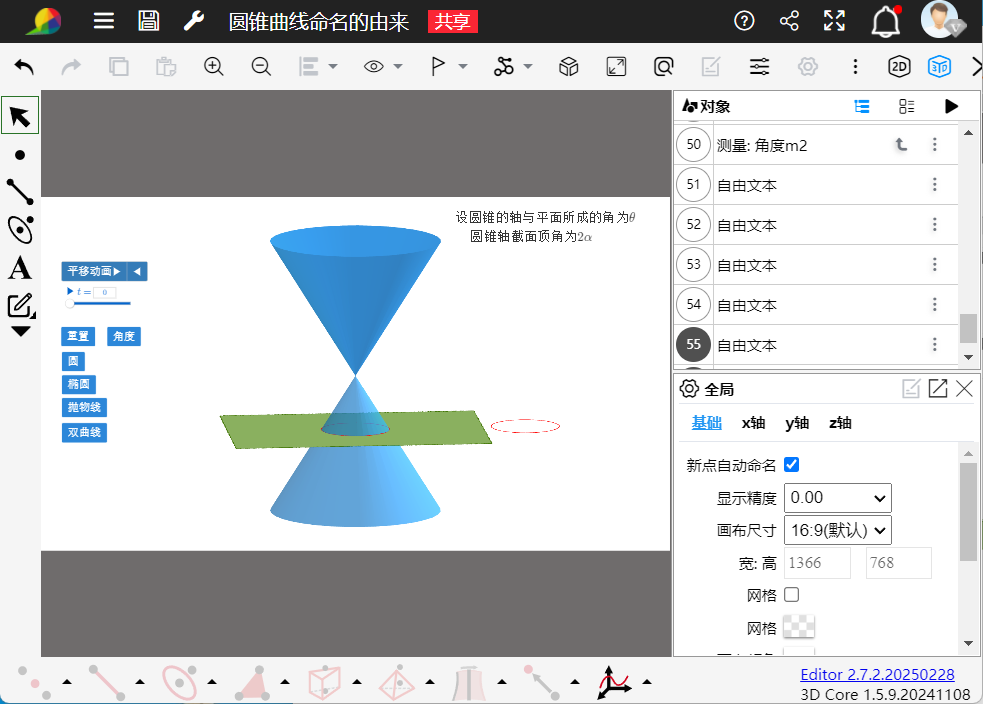 圆锥曲线命名的由来 共享
2D 3D
对象
50 测量: 角度m2
51 自由文本
52 自由文本
53 自由文本
54 自由文本
55 自由文本
设圆锥的轴与平面所成的角为θ
圆锥轴截面顶角为2α
平移动画▶ ◀
t = 0
重置 角度
圆
椭圆
抛物线
双曲线
A
全局
基础 x轴 y轴 z轴
新点自动命名
显示精度 0.00
画布尺寸 16:9(默认)
宽: 高 1366 768
网格
网格
Editor 2.7.2.20250228
3D Core 1.5.9.20241108